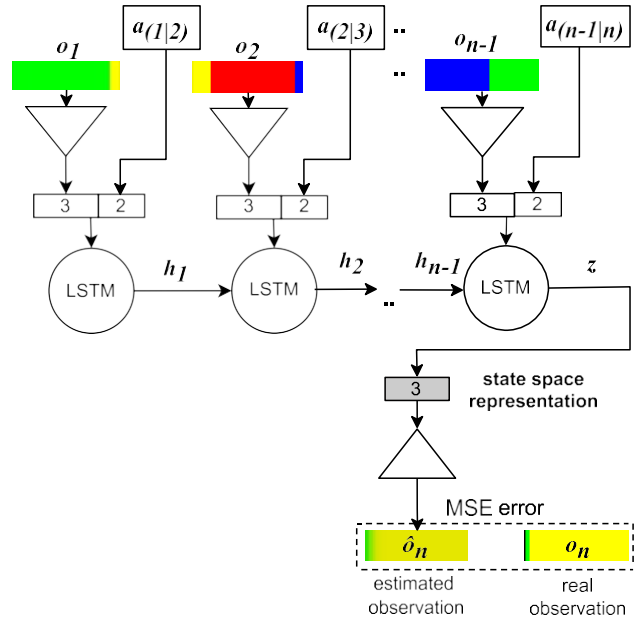 o1 a(1|2) o2 a(2|3) .. on-1 a(n-1|n)
..
3 2 3 2 3 2
LSTM h1 LSTM h2 .. hn-1 LSTM z
3 state space
representation
MSE error
ôn on
estimated
observation
real
observation